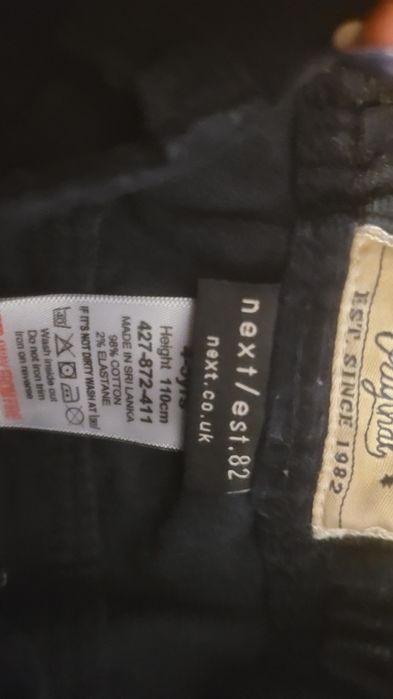 Original
EST. SINCE 1982
next/est.82
next.co.uk
Height 110cm
427-872-411
MADE IN SRI LANKA
98% COTTON
2% ELASTANE
IF IT'S NOT DIRTY WASH AT
Wash inside out
Do not iron trim
Iron on reverse